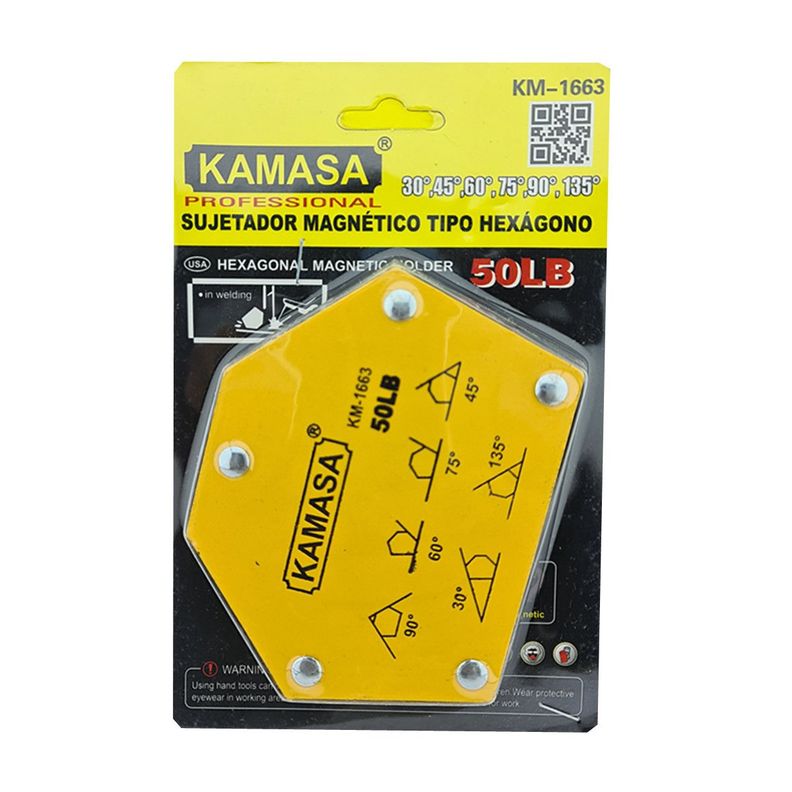 KM-1663
KAMASA®
PROFESSIONAL
30°,45°,60°,75°,90°,135°
SUJETADOR MAGNÉTICO TIPO HEXÁGONO
USA HEXAGONAL MAGNETIC HOLDER 50LB
• in welding
KAMASA®
KM-1663
50LB
45°
75°
135°
60°
30°
90°
netic
WARNIN
Using hand tools can
eyewear in working are
ren.Wear protective
for work